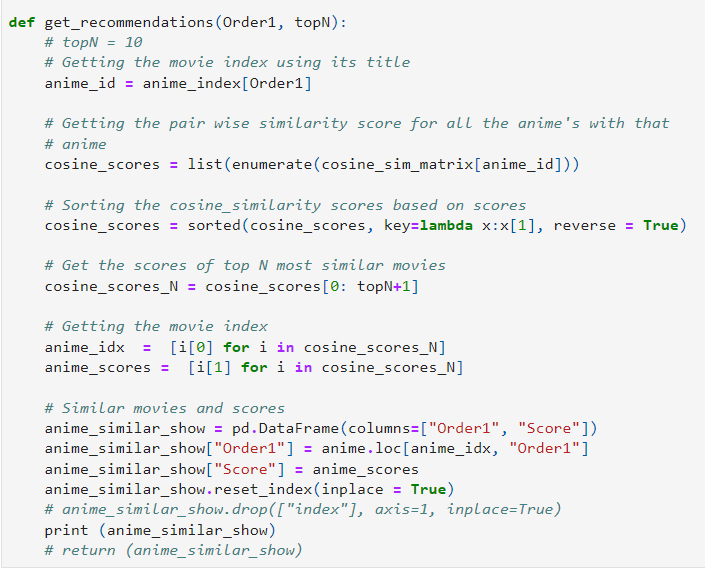 def get_recommendations(Order1, topN):
    # topN = 10
    # Getting the movie index using its title
    anime_id = anime_index[Order1]

    # Getting the pair wise similarity score for all the anime's with that
    # anime
    cosine_scores = list(enumerate(cosine_sim_matrix[anime_id]))

    # Sorting the cosine_similarity scores based on scores
    cosine_scores = sorted(cosine_scores, key=lambda x:x[1], reverse = True)

    # Get the scores of top N most similar movies
    cosine_scores_N = cosine_scores[0: topN+1]

    # Getting the movie index
    anime_idx  =  [i[0] for i in cosine_scores_N]
    anime_scores =  [i[1] for i in cosine_scores_N]

    # Similar movies and scores
    anime_similar_show = pd.DataFrame(columns=["Order1", "Score"])
    anime_similar_show["Order1"] = anime.loc[anime_idx, "Order1"]
    anime_similar_show["Score"] = anime_scores
    anime_similar_show.reset_index(inplace = True)
    # anime_similar_show.drop(["index"], axis=1, inplace=True)
    print (anime_similar_show)
    # return (anime_similar_show)